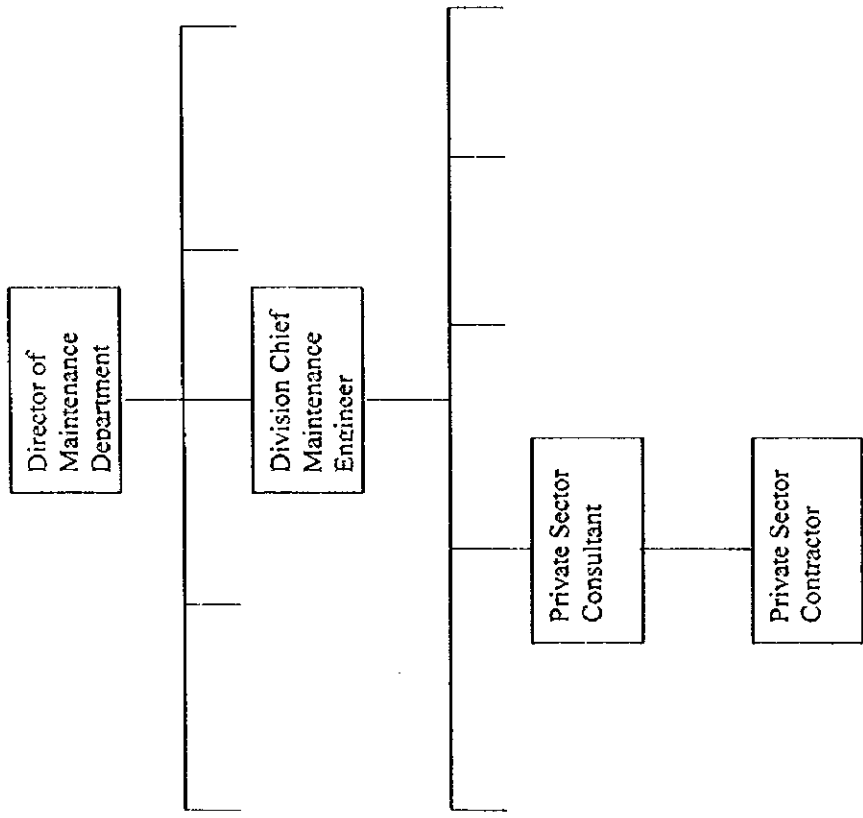 Director of
Maintenance
Department
Division Chief
Maintenance
Engineer
Private Sector
Consultant
Private Sector
Contractor